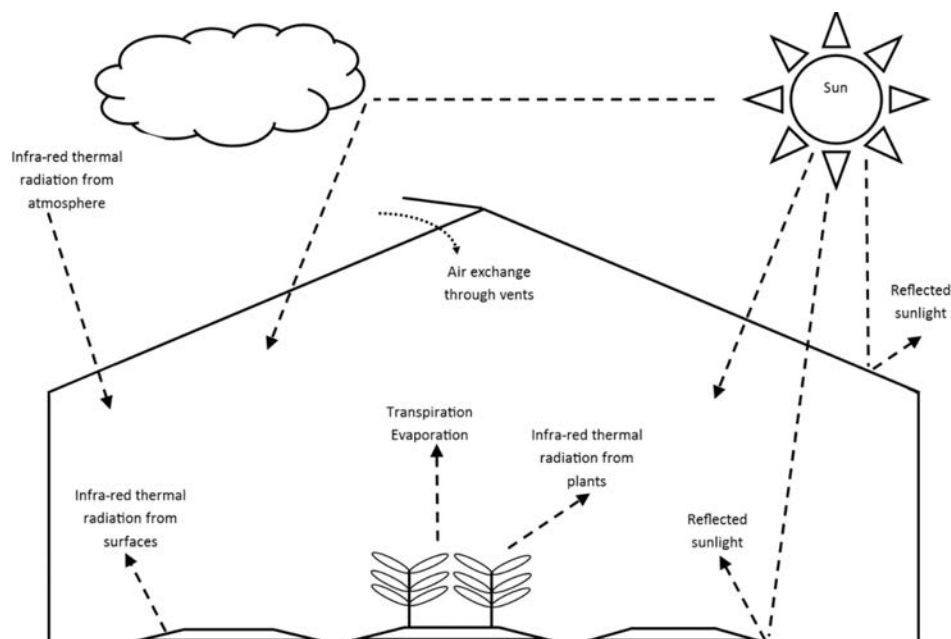 Sun
Infra-red thermal
radiation from
atmosphere
Air exchange
through vents
Reflected
sunlight
Transpiration
Evaporation
Infra-red thermal
radiation from
plants
Infra-red thermal
radiation from
surfaces
Reflected
sunlight